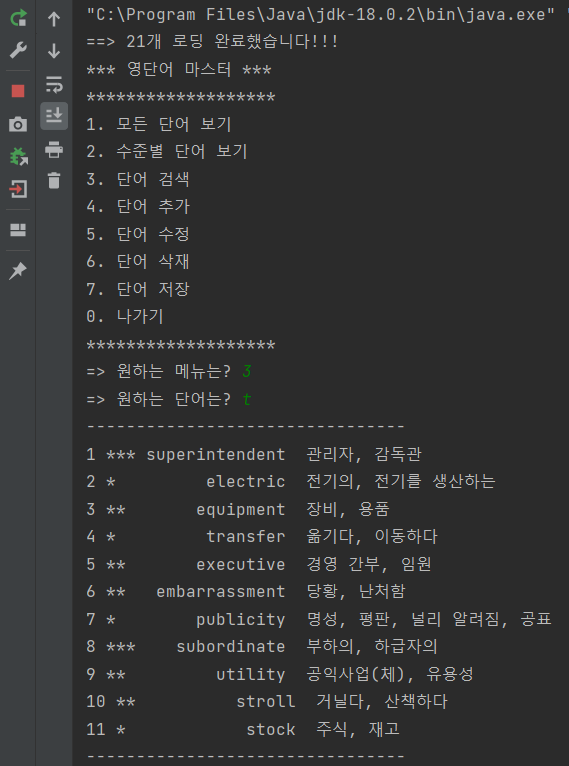 "C:\Program Files\Java\jdk-18.0.2\bin\java.exe"
==> 21개 로딩 완료했습니다!!!
*** 영단어 마스터 ***
*******************
1. 모든 단어 보기
2. 수준별 단어 보기
3. 단어 검색
4. 단어 추가
5. 단어 수정
6. 단어 삭재
7. 단어 저장
0. 나가기
*******************
=> 원하는 메뉴는? 3
=> 원하는 단어는? t
--------------------------------
1 *** superintendent  관리자, 감독관
2 *         electric  전기의, 전기를 생산하는
3 **       equipment  장비, 용품
4 *         transfer  옮기다, 이동하다
5 **       executive  경영 간부, 임원
6 **   embarrassment  당황, 난처함
7 *        publicity  명성, 평판, 널리 알려짐, 공표
8 ***    subordinate  부하의, 하급자의
9 **         utility  공익사업(체), 유용성
10 **          stroll  거닐다, 산책하다
11 *            stock  주식, 재고
--------------------------------